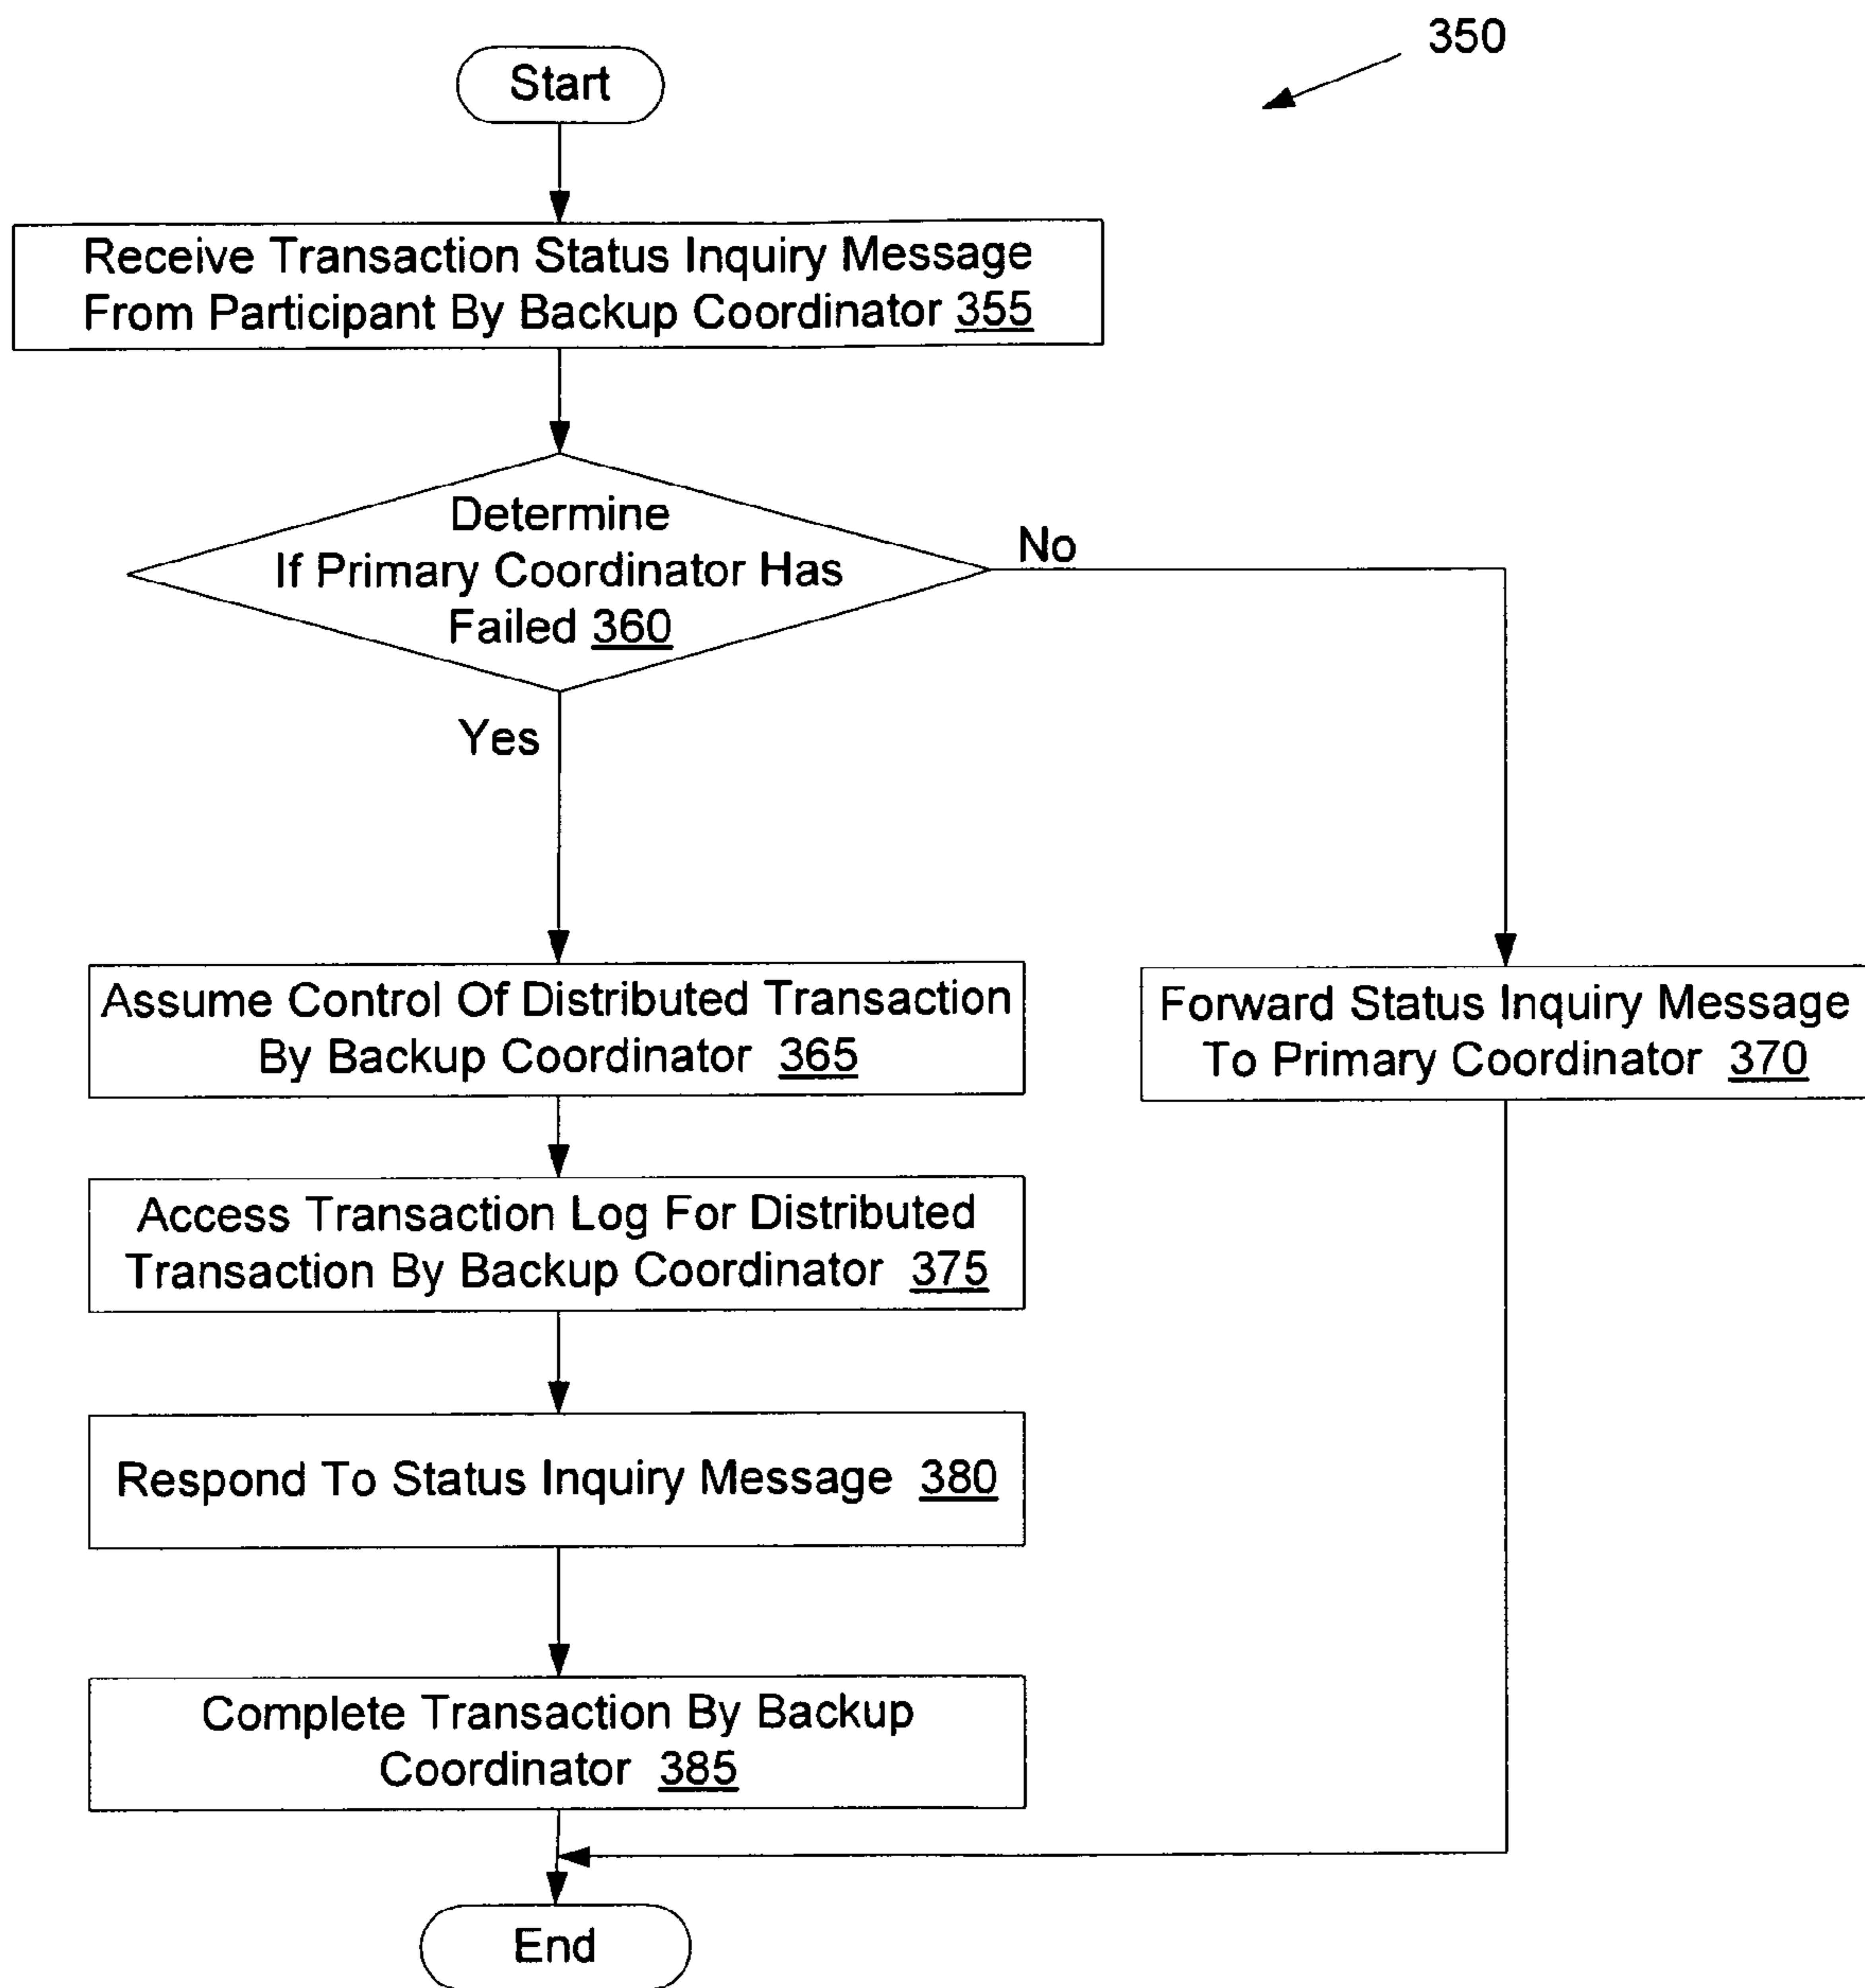 350
Start
Receive Transaction Status Inquiry Message
From Participant By Backup Coordinator 355
Determine
If Primary Coordinator Has
Failed 360
No
Yes
Assume Control Of Distributed Transaction
By Backup Coordinator 365
Forward Status Inquiry Message
To Primary Coordinator 370
Access Transaction Log For Distributed
Transaction By Backup Coordinator 375
Respond To Status Inquiry Message 380
Complete Transaction By Backup
Coordinator 385
End